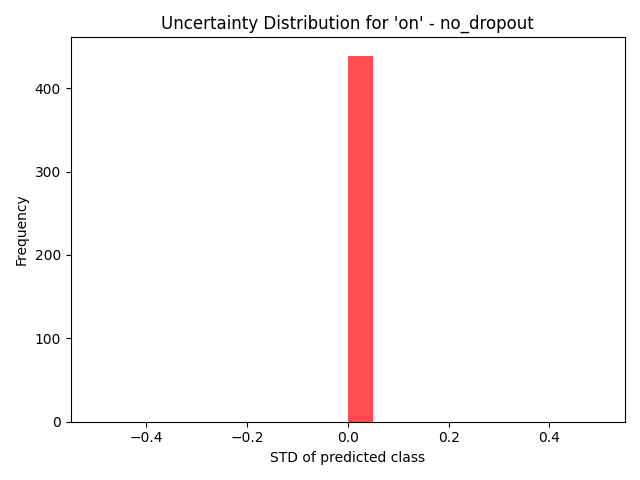 Uncertainty Distribution for 'on' - no_dropout
Frequency
400
300
200
100
0
−0.4 −0.2 0.0 0.2 0.4
STD of predicted class